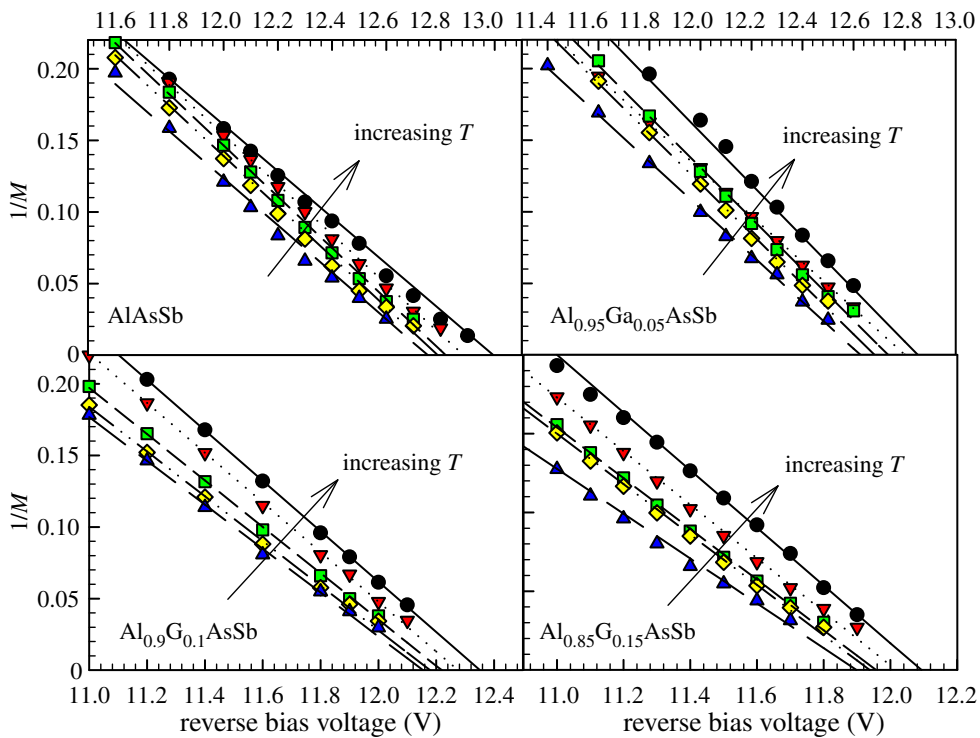 11.6 11.8 12.0 12.2 12.4 12.6 12.8 13.0
11.4 11.6 11.8 12.0 12.2 12.4 12.6 12.8
0.20
0.15
0.10
0.05
0
1/M
increasing T
AlAsSb
increasing T
Al0.95Ga0.05AsSb
0.20
0.15
0.10
0.05
0
1/M
increasing T
Al0.9G0.1AsSb
increasing T
Al0.85G0.15AsSb
11.0 11.2 11.4 11.6 11.8 12.0 12.2 12.4
11.0 11.2 11.4 11.6 11.8 12.0 12.2
reverse bias voltage (V)
reverse bias voltage (V)